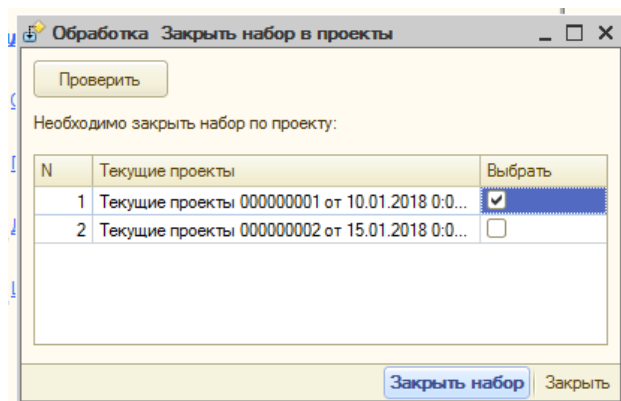 Обработка Закрыть набор в проекты
Проверить
Необходимо закрыть набор по проекту:
N Текущие проекты Выбрать
1 Текущие проекты 000000001 от 10.01.2018 0:0...
2 Текущие проекты 000000002 от 15.01.2018 0:0...
Закрыть набор Закрыть